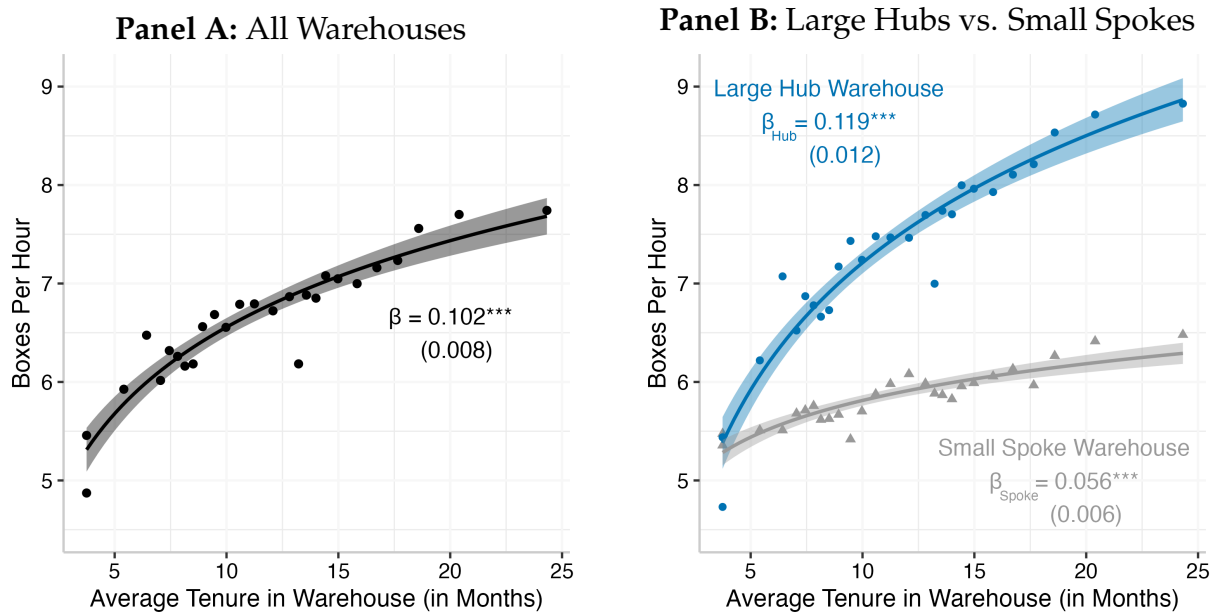 Panel A: All Warehouses
9
8
7
6
5
Boxes Per Hour
β = 0.102***
(0.008)
5 10 15 20 25
Average Tenure in Warehouse (in Months)
Panel B: Large Hubs vs. Small Spokes
9
8
7
6
5
Boxes Per Hour
Large Hub Warehouse
βHub = 0.119***
(0.012)
Small Spoke Warehouse
βSpoke = 0.056***
(0.006)
5 10 15 20 25
Average Tenure in Warehouse (in Months)